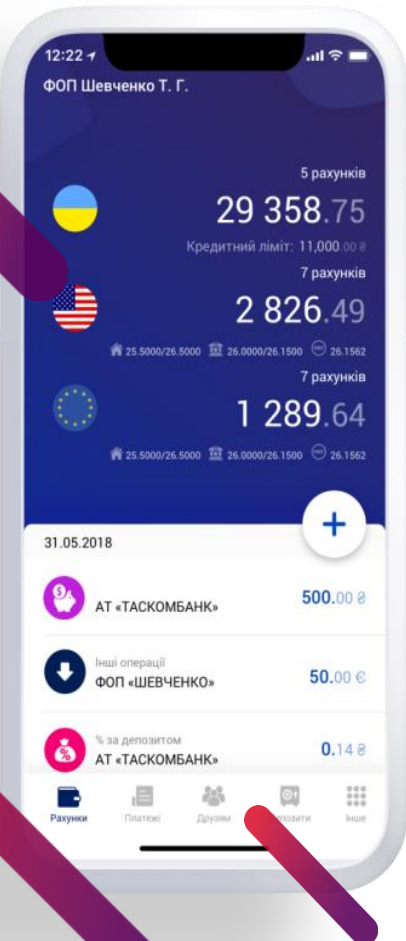 12:22
ФОП Шевченко Т. Г.
5 рахунків
29 358.75
Кредитний ліміт: 11,000.00 ₴
7 рахунків
2 826.49
25.5000/26.5000 26.0000/26.1500 26.1562
7 рахунків
1 289.64
25.5000/26.5000 26.0000/26.1500 26.1562
+
31.05.2018
АТ «ТАСКОМБАНК» 500.00 ₴
Інші операції
ФОП «ШЕВЧЕНКО» 50.00 €
% за депозитом
АТ «ТАСКОМБАНК» 0.14 ₴
Рахунки Платежі Друзям Інше